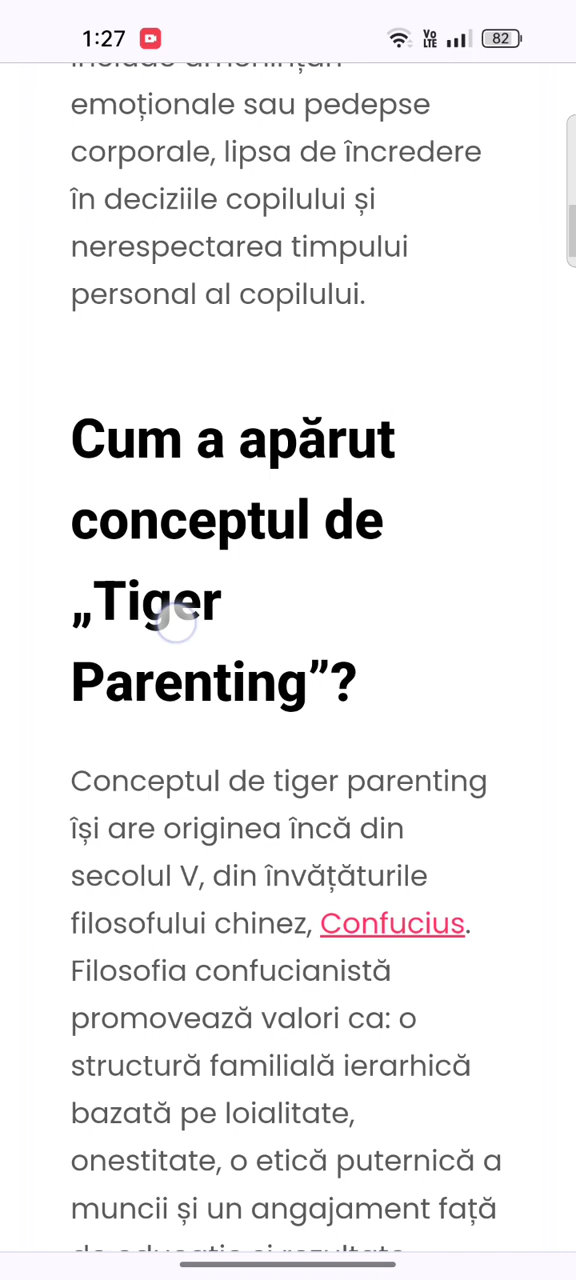 1:27
Vo LTE
82
emoționale sau pedepse
corporale, lipsa de încredere
în deciziile copilului și
nerespectarea timpului
personal al copilului.
Cum a apărut
conceptul de
„Tiger
Parenting”?
Conceptul de tiger parenting
își are originea încă din
secolul V, din învățăturile
filosofului chinez, Confucius.
Filosofia confucianistă
promovează valori ca: o
structură familială ierarhică
bazată pe loialitate,
onestitate, o etică puternică a
muncii și un angajament față